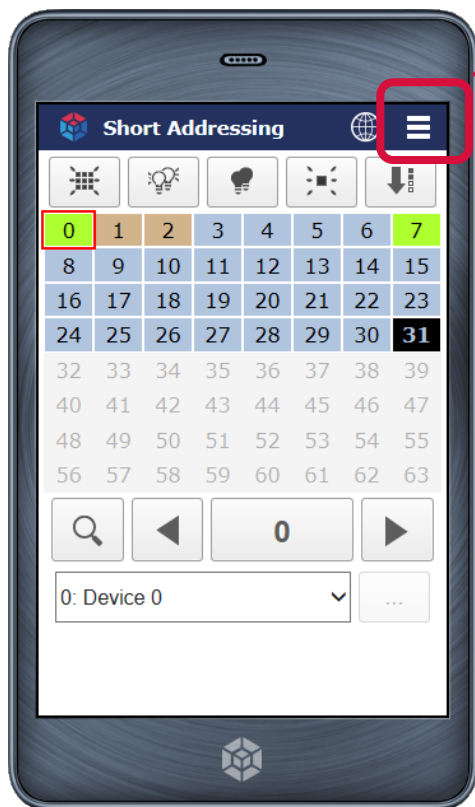 Short Addressing
0 1 2 3 4 5 6 7
8 9 10 11 12 13 14 15
16 17 18 19 20 21 22 23
24 25 26 27 28 29 30 31
32 33 34 35 36 37 38 39
40 41 42 43 44 45 46 47
48 49 50 51 52 53 54 55
56 57 58 59 60 61 62 63
0
0: Device 0 ...